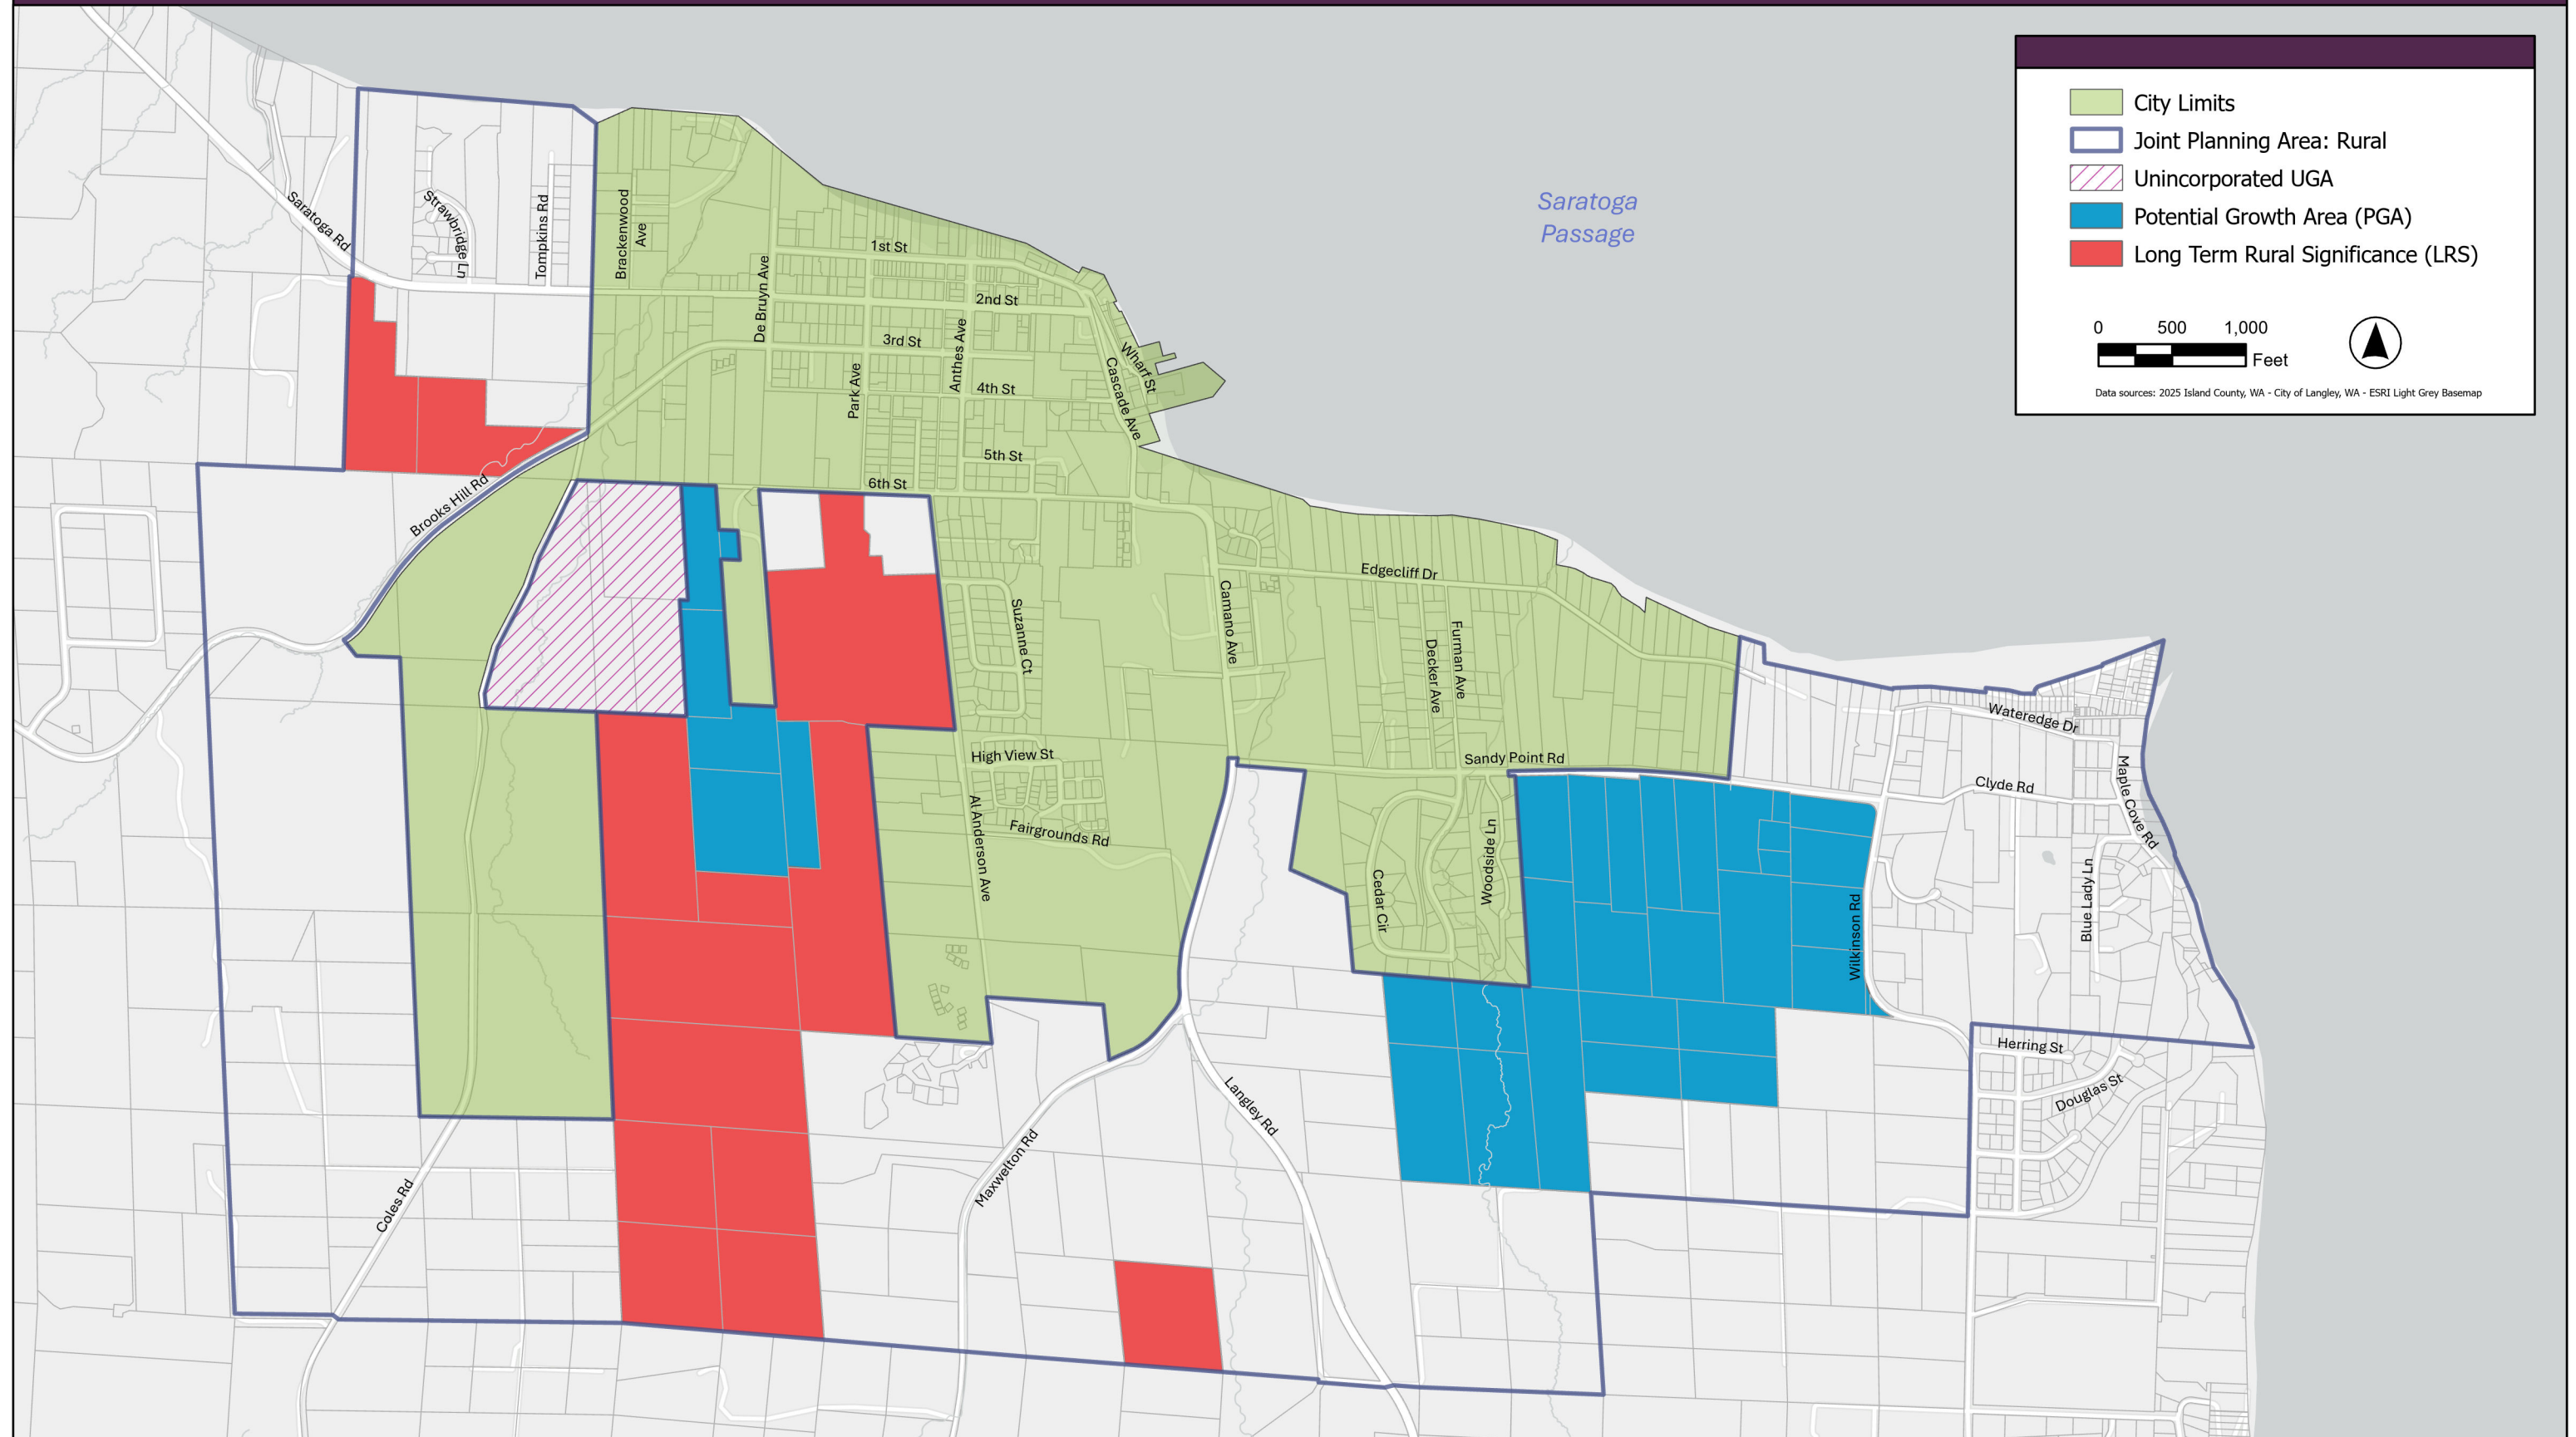 City Limits
Joint Planning Area: Rural
Unincorporated UGA
Potential Growth Area (PGA)
Long Term Rural Significance (LRS)
0 500 1,000
Feet
Data sources: 2025 Island County, WA - City of Langley, WA - ESRI Light Grey Basemap
Saratoga
Passage
Saratoga Rd
Strawbridge Ln
Tompkins Rd
Brackenwood
Ave
De Bruyn Ave
1st St
2nd St
3rd St
Park Ave
Anthes Ave
4th St
Cascade Ave
Wharf St
5th St
6th St
Brooks Hill Rd
Edgecliff Dr
Suzanne Ct
Camano Ave
Decker Ave
Furman Ave
High View St
Sandy Point Rd
Wateredge Dr
Clyde Rd
Maple Cove Rd
Al Anderson Ave
Fairgrounds Rd
Cedar Cir
Woodside Ln
Wilkinson Rd
Blue Lady Ln
Herring St
Douglas St
Langley Rd
Maxwelton Rd
Coles Rd